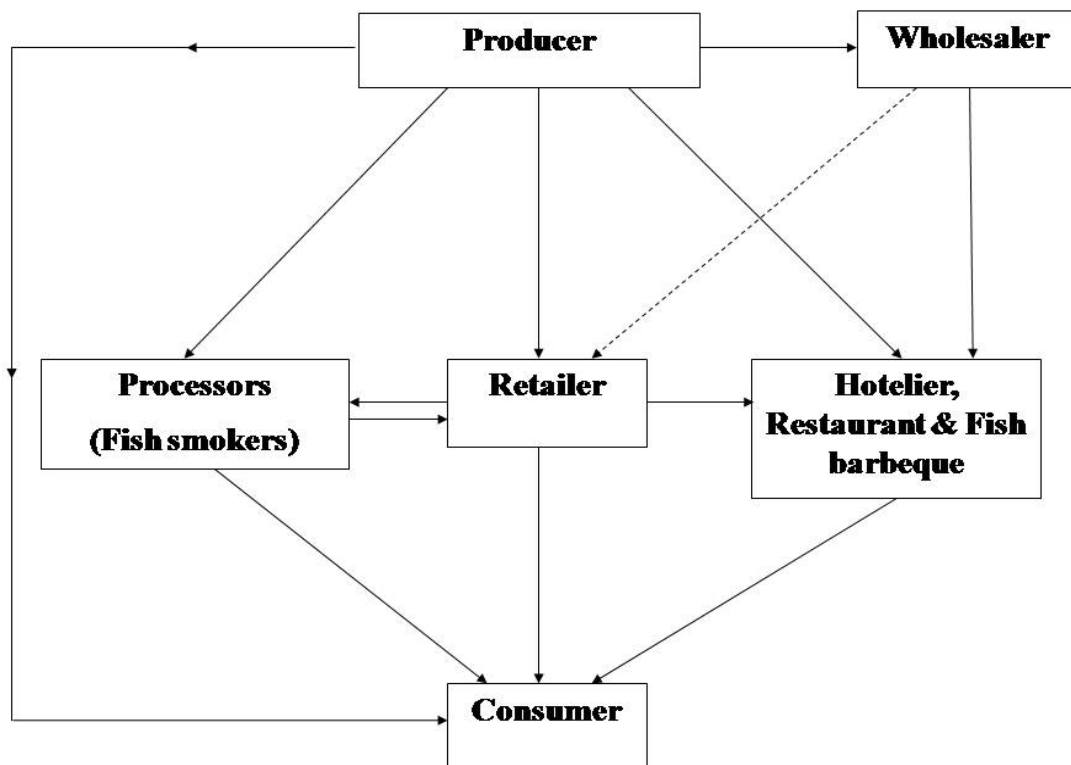 Producer
Wholesaler
Processors
(Fish smokers)
Retailer
Hotelier,
Restaurant & Fish
barbeque
Consumer